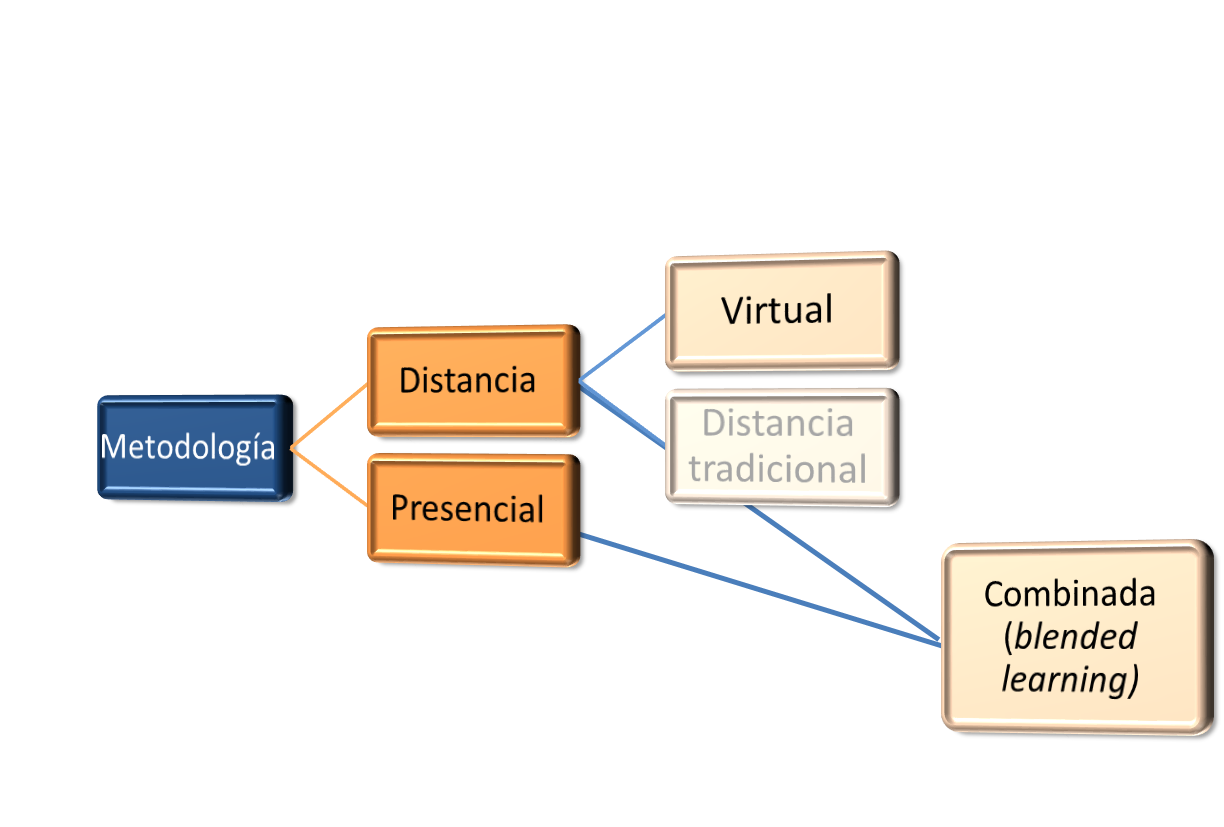 Metodología
Distancia
Presencial
Virtual
Distancia
tradicional
Combinada
(blended
learning)